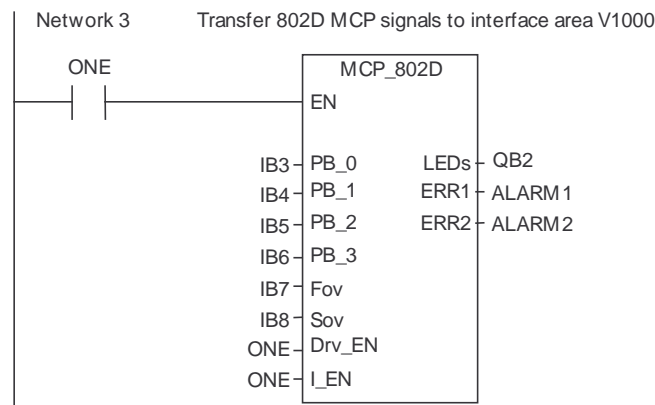 Network 3 Transfer 802D MCP signals to interface area V1000
ONE
MCP_802D
EN
IB3 PB_0 LEDs QB2
IB4 PB_1 ERR1 ALARM1
IB5 PB_2 ERR2 ALARM2
IB6 PB_3
IB7 Fov
IB8 Sov
ONE Drv_EN
ONE I_EN